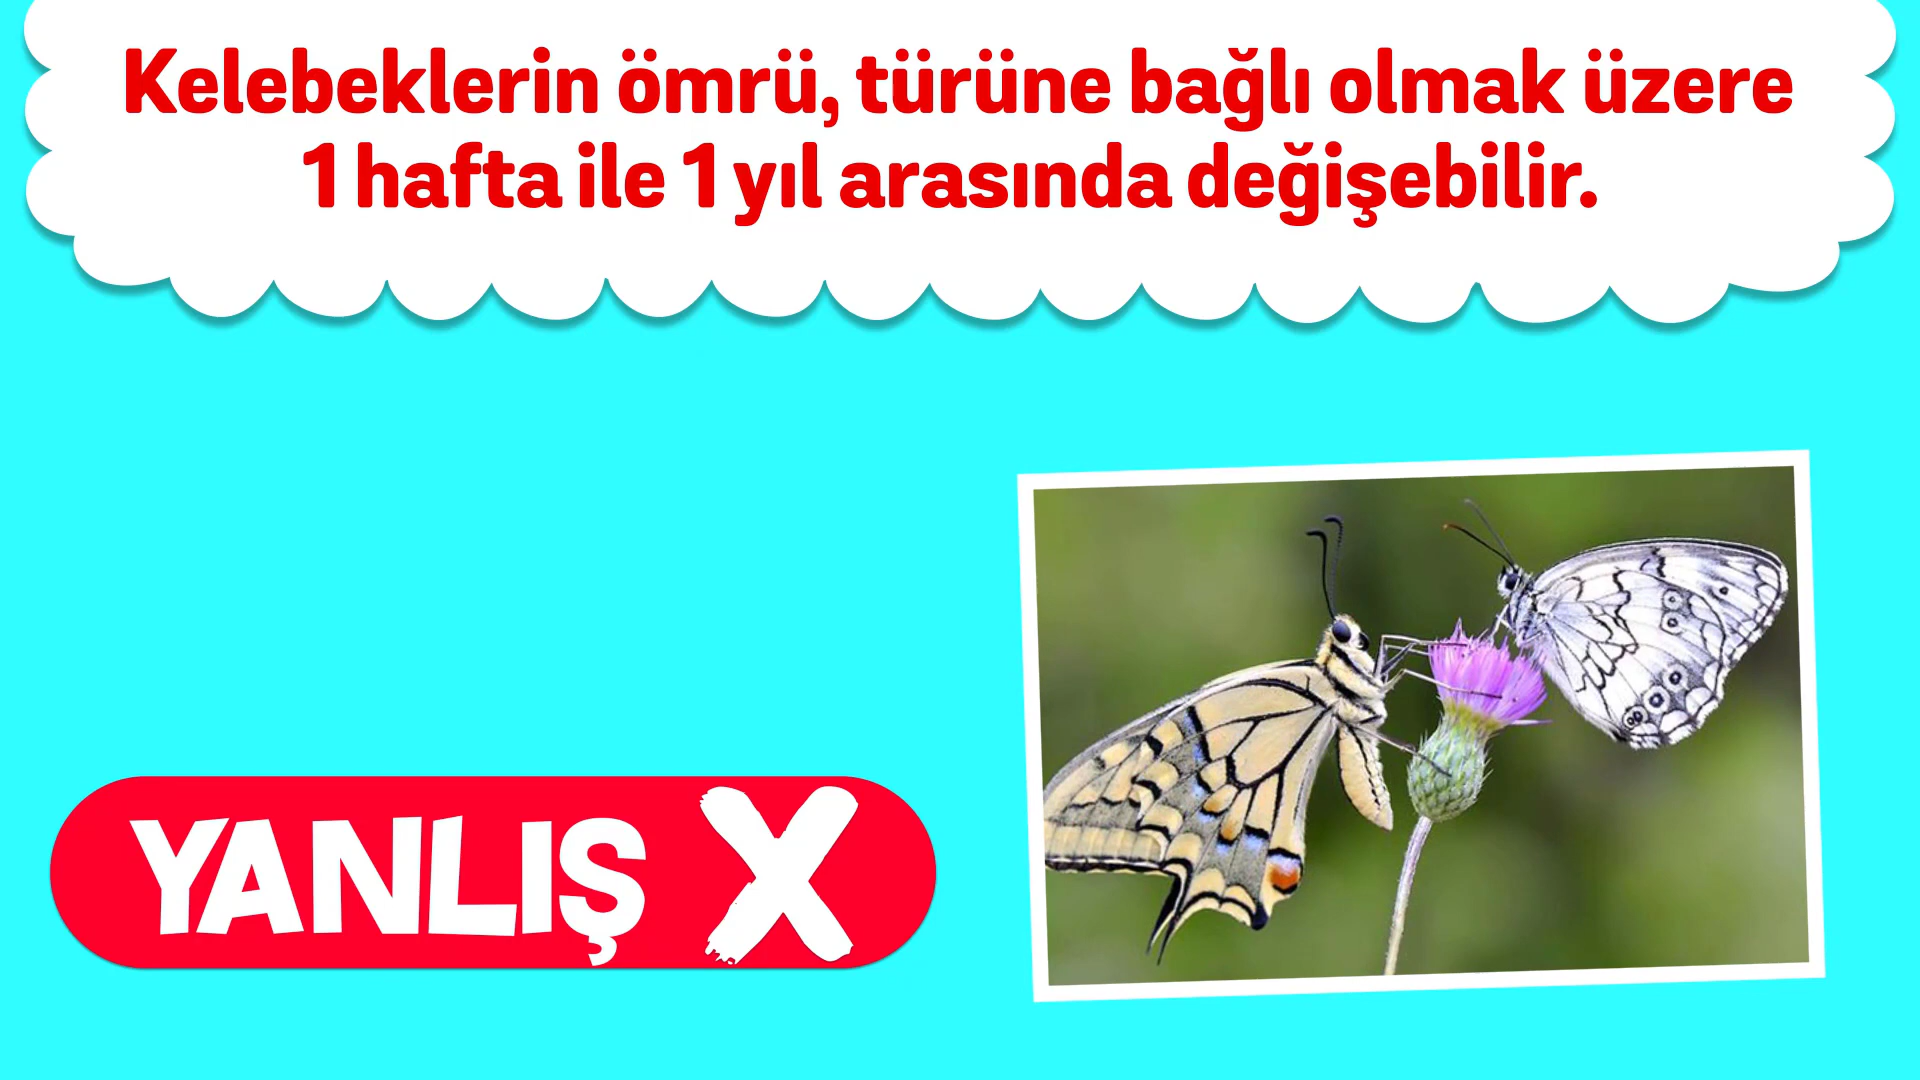 Kelebeklerin ömrü, türüne bağlı olmak üzere
1 hafta ile 1 yıl arasında değişebilir.
YANLIŞ X